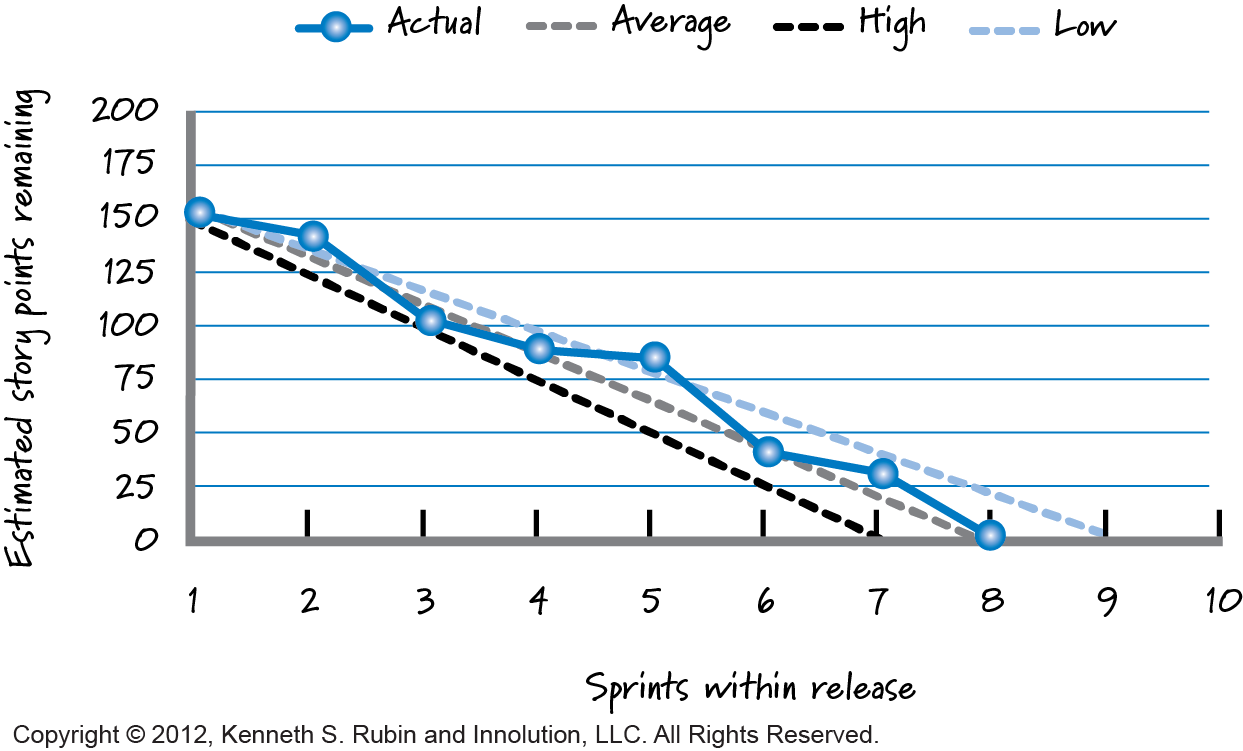 Actual Average High Low
Estimated story points remaining
200
175
150
125
100
75
50
25
0
1 2 3 4 5 6 7 8 9 10
Sprints within release
Copyright © 2012, Kenneth S. Rubin and Innolution, LLC. All Rights Reserved.